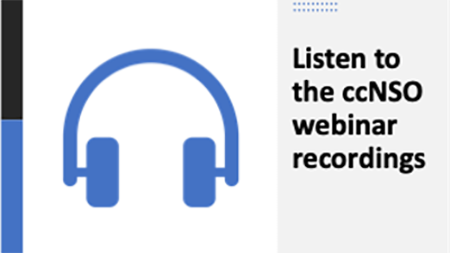 Listen to
the ccNSO
webinar
recordings